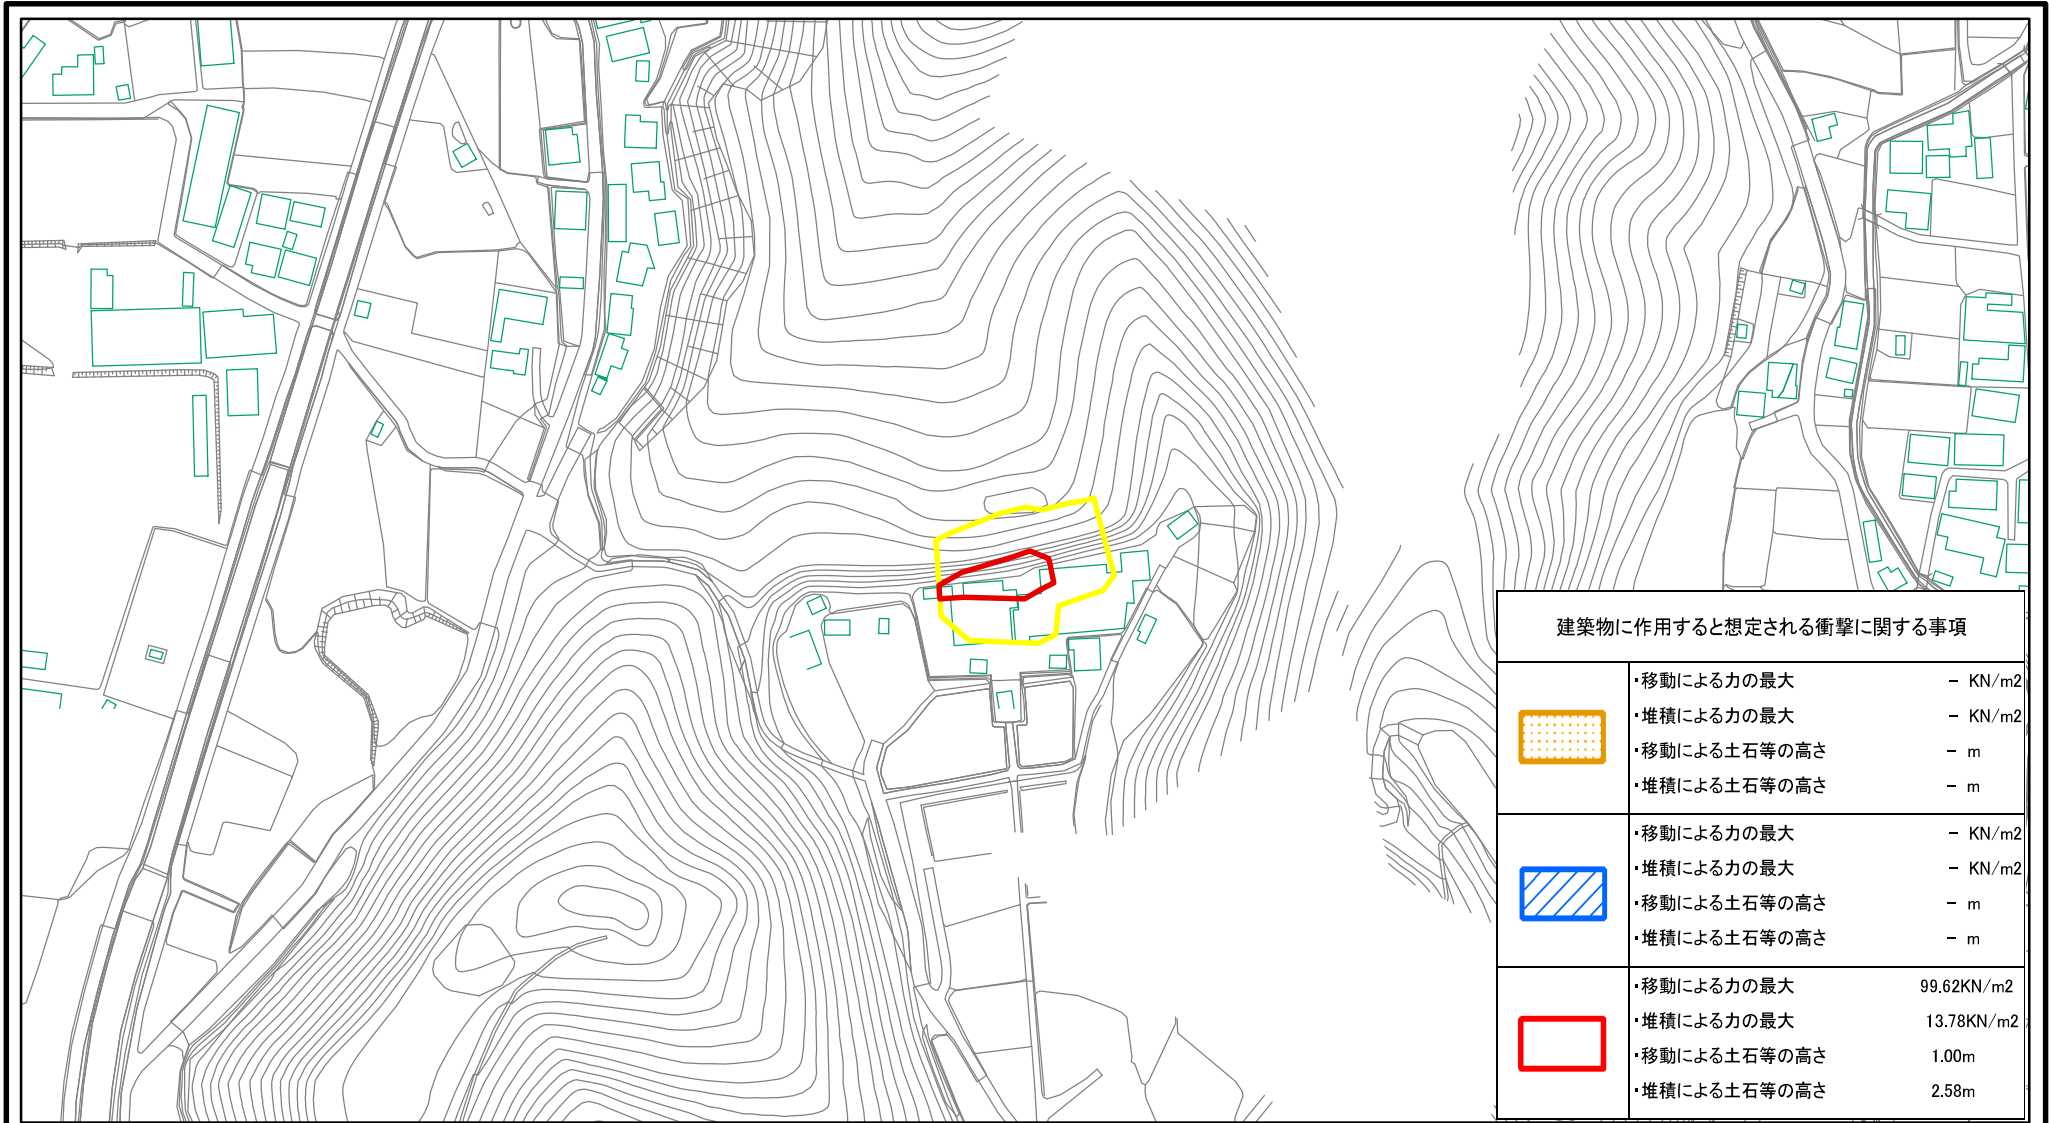 建築物に作用すると想定される衝撃に関する事項
・移動による力の最大 － KN/m2
・堆積による力の最大 － KN/m2
・移動による土石等の高さ － m
・堆積による土石等の高さ － m
・移動による力の最大 － KN/m2
・堆積による力の最大 － KN/m2
・移動による土石等の高さ － m
・堆積による土石等の高さ － m
・移動による力の最大 99.62KN/m2
・堆積による力の最大 13.78KN/m2
・移動による土石等の高さ 1.00m
・堆積による土石等の高さ 2.58m